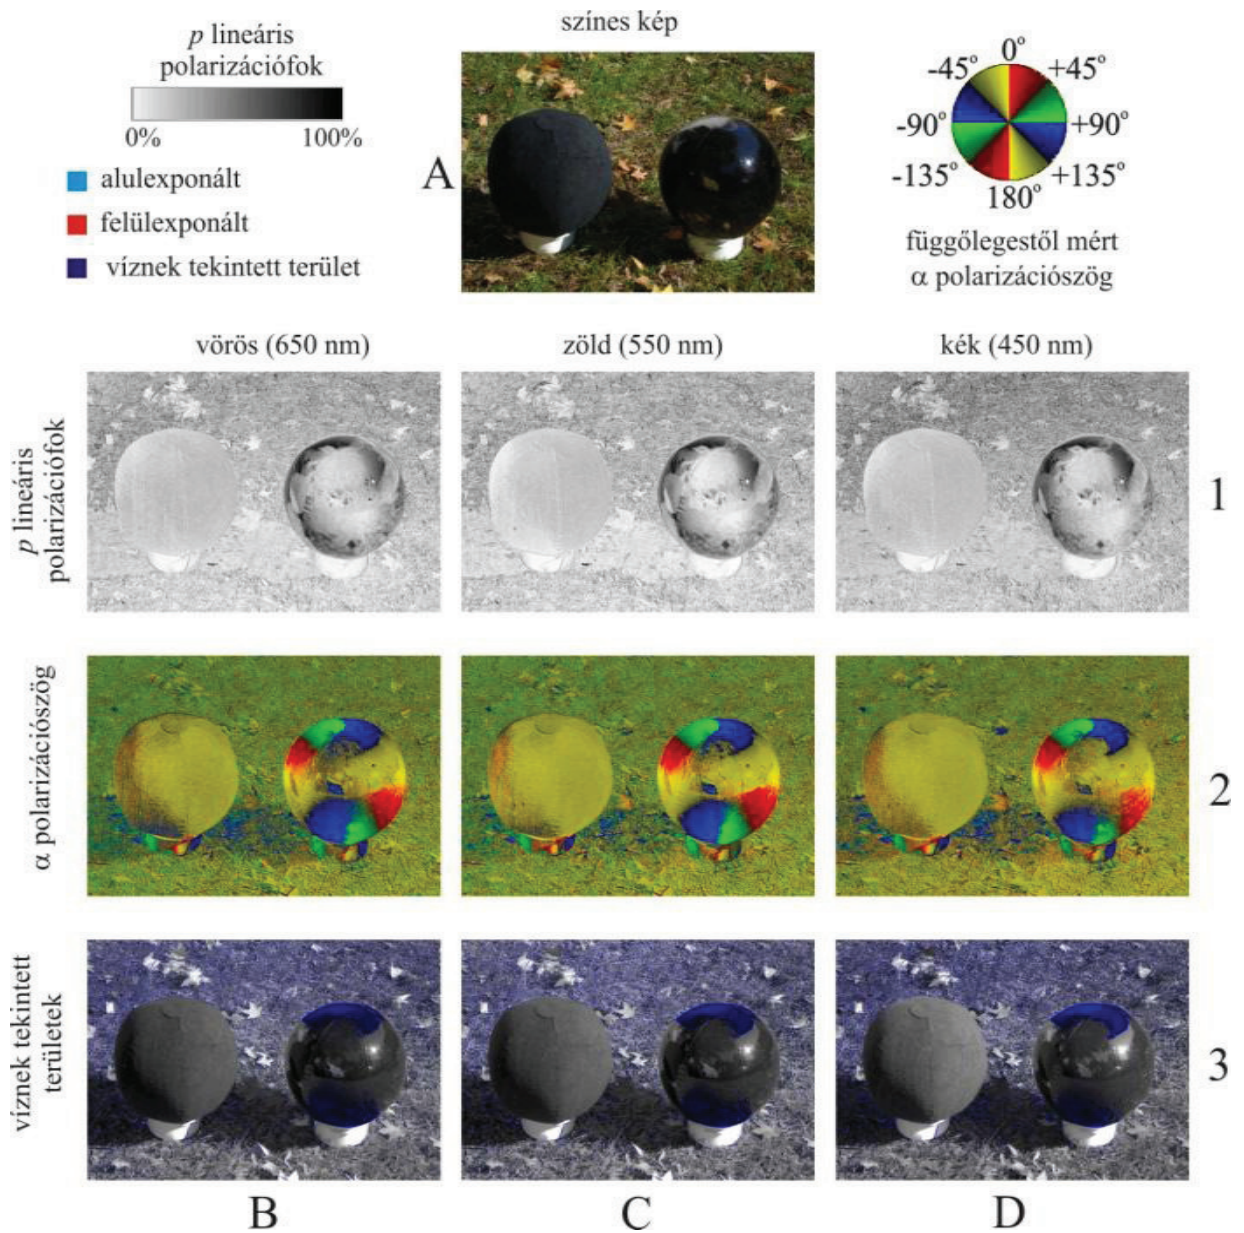 p lineáris
polarizációfok
0% 100%
alulexponált
felülexponált
víznek tekintett terület
színes kép
A
0°
-45° +45°
-90° +90°
-135° +135°
180°
függőlegestől mért
α polarizációszög
vörös (650 nm) zöld (550 nm) kék (450 nm)
p lineáris
polarizációfok
1
α polarizációszög
2
víznek tekintett
területek
3
B C D